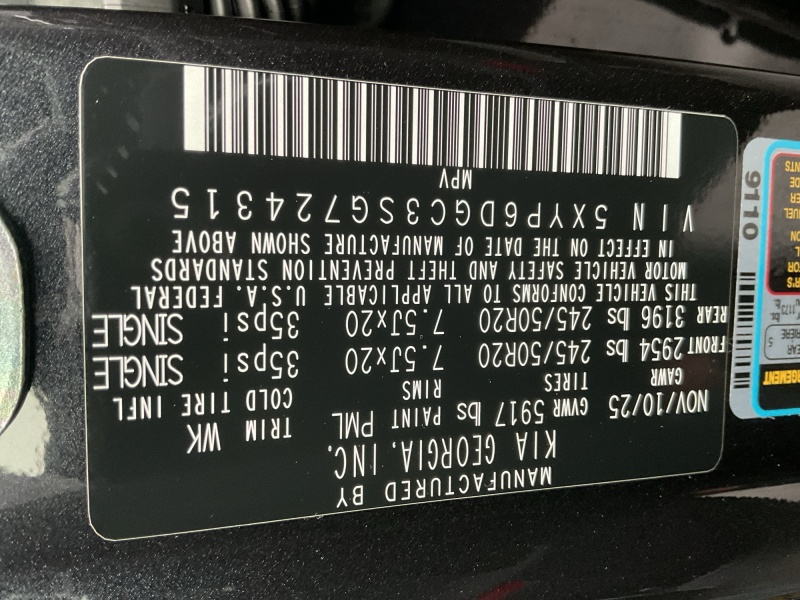 MANUFACTURED BY
KIA GEORGIA, INC.
NOV/10/25 GVWR 5917 lbs PAINT PML TRIM WK
GAWR TIRES RIMS COLD TIRE INFL
FRONT 2954 lbs 245/50R20 7.5Jx20 35psi SINGLE
REAR 3196 lbs 245/50R20 7.5Jx20 35psi SINGLE
THIS VEHICLE CONFORMS TO ALL APPLICABLE U.S.A. FEDERAL
MOTOR VEHICLE SAFETY AND THEFT PREVENTION STANDARDS
IN EFFECT ON THE DATE OF MANUFACTURE SHOWN ABOVE
VIN 5XYP6DGC3SG724315
MPV
9110